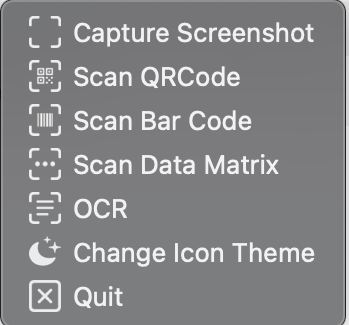 Capture Screenshot
Scan QRCode
Scan Bar Code
Scan Data Matrix
OCR
Change Icon Theme
Quit